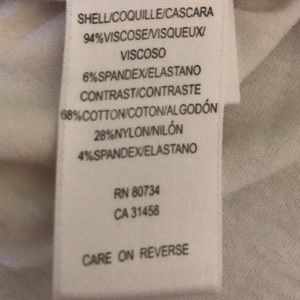 SHELL/COQUILLE/CASCARA
94%VISCOSE/VISQUEUX/
VISCOSO
6%SPANDEX/ELASTANO
CONTRAST/CONTRASTE
68%COTTON/COTON/ALGODÓN
28%NYLON/NILÓN
4%SPANDEX/ELASTANO
RN 80734
CA 31458
CARE ON REVERSE